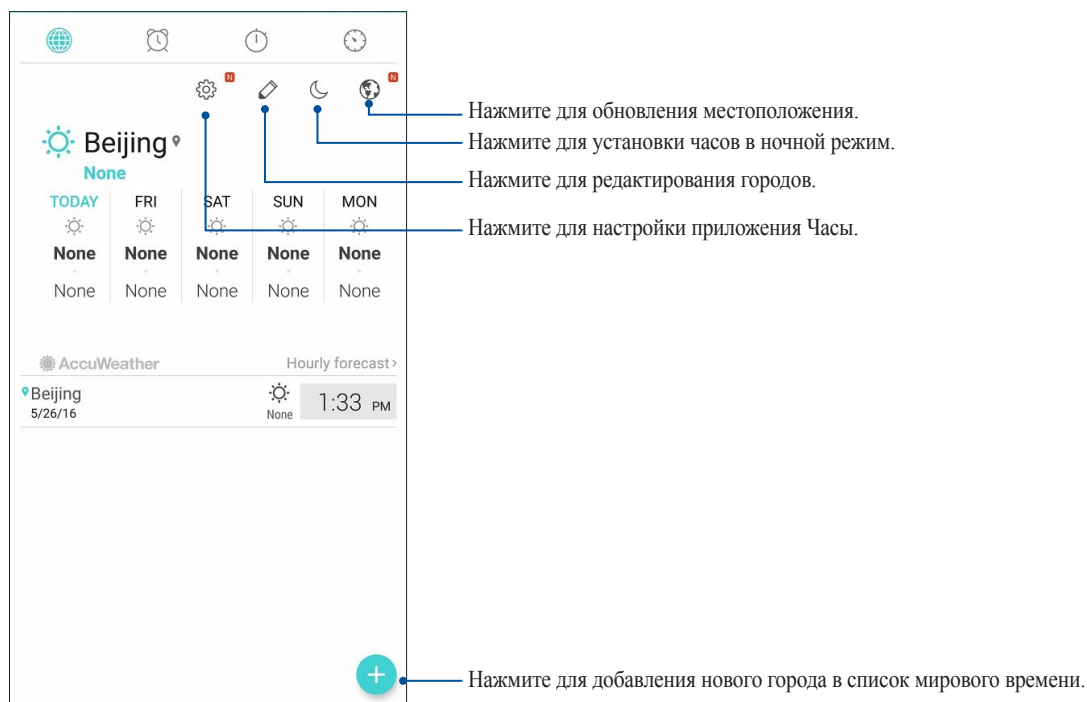 N N
Нажмите для обновления местоположения.
Нажмите для установки часов в ночной режим.
Beijing
None
Нажмите для редактирования городов.
TODAY FRI SAT SUN MON
Нажмите для настройки приложения Часы.
None None None None None
None None None None None
AccuWeather Hourly forecast >
Beijing
5/26/16
None
1:33 PM
Нажмите для добавления нового города в список мирового времени.